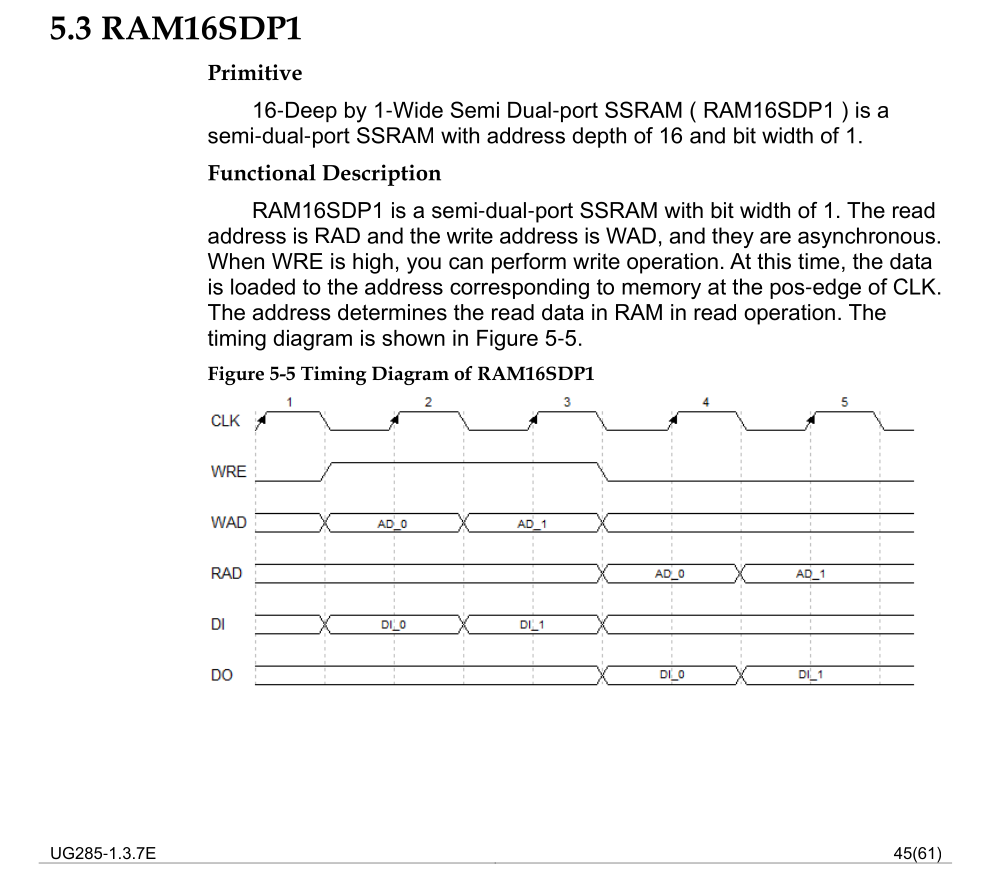 5.3 RAM16SDP1
Primitive
16-Deep by 1-Wide Semi Dual-port SSRAM ( RAM16SDP1 ) is a
semi-dual-port SSRAM with address depth of 16 and bit width of 1.
Functional Description
RAM16SDP1 is a semi-dual-port SSRAM with bit width of 1. The read
address is RAD and the write address is WAD, and they are asynchronous.
When WRE is high, you can perform write operation. At this time, the data
is loaded to the address corresponding to memory at the pos-edge of CLK.
The address determines the read data in RAM in read operation. The
timing diagram is shown in Figure 5-5.
Figure 5-5 Timing Diagram of RAM16SDP1
1 2 3 4 5
CLK
WRE
WAD AD_0 AD_1
RAD AD_0 AD_1
DI DI_0 DI_1
DO DI_0 DI_1
UG285-1.3.7E 45(61)